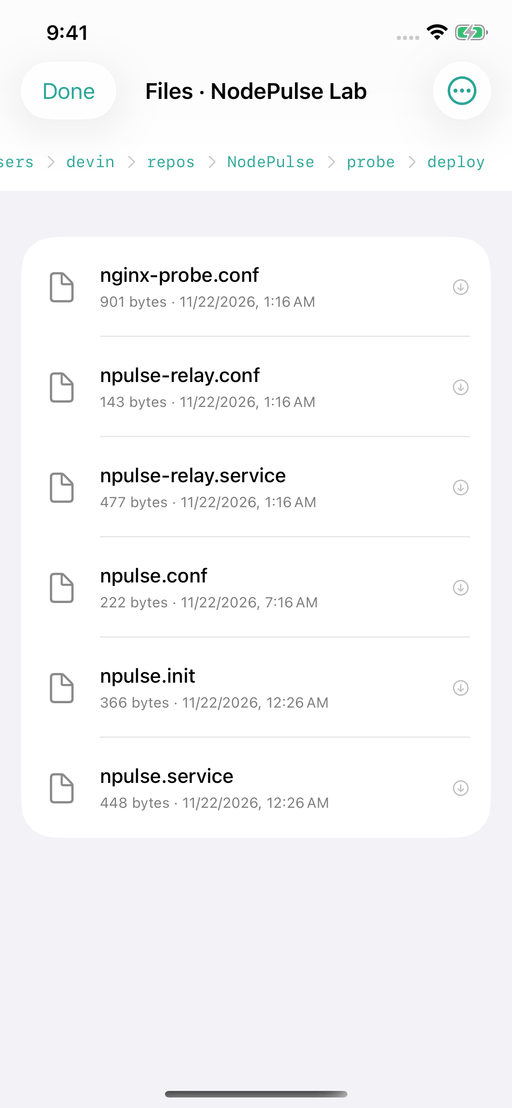 9:41
Done
Files · NodePulse Lab
sers > devin > repos > NodePulse > probe > deploy
nginx-probe.conf
901 bytes · 11/22/2026, 1:16 AM
npulse-relay.conf
143 bytes · 11/22/2026, 1:16 AM
npulse-relay.service
477 bytes · 11/22/2026, 1:16 AM
npulse.conf
222 bytes · 11/22/2026, 7:16 AM
npulse.init
366 bytes · 11/22/2026, 12:26 AM
npulse.service
448 bytes · 11/22/2026, 12:26 AM